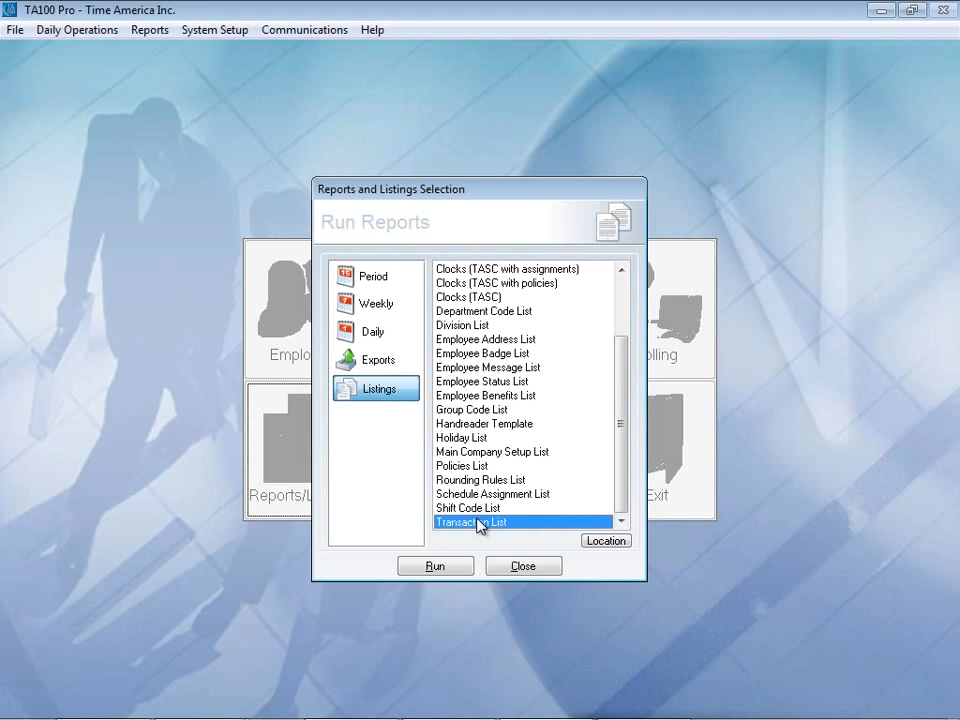 TA100 Pro - Time America Inc.
File Daily Operations Reports System Setup Communications Help
Reports and Listings Selection
Run Reports
Period
Weekly
Daily
Exports
Listings
Clocks (TASC with assignments)
Clocks (TASC with policies)
Clocks (TASC)
Department Code List
Division List
Employee Address List
Employee Badge List
Employee Message List
Employee Status List
Employee Benefits List
Group Code List
Handreader Template
Holiday List
Main Company Setup List
Policies List
Rounding Rules List
Schedule Assignment List
Shift Code List
Transaction List
Location
Run Close
Emplo
lling
Reports/L
Exit